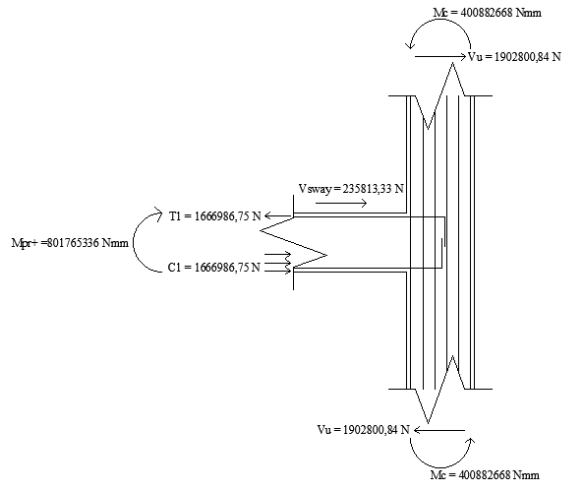 Mc = 400882668 Nmm
Vu = 1902800,84 N
Vsway = 235813,33 N
T1 = 1666986,75 N
Mpr+ =801765336 Nmm
C1 = 1666986,75 N
Vu = 1902800,84 N
Mc = 400882668 Nmm